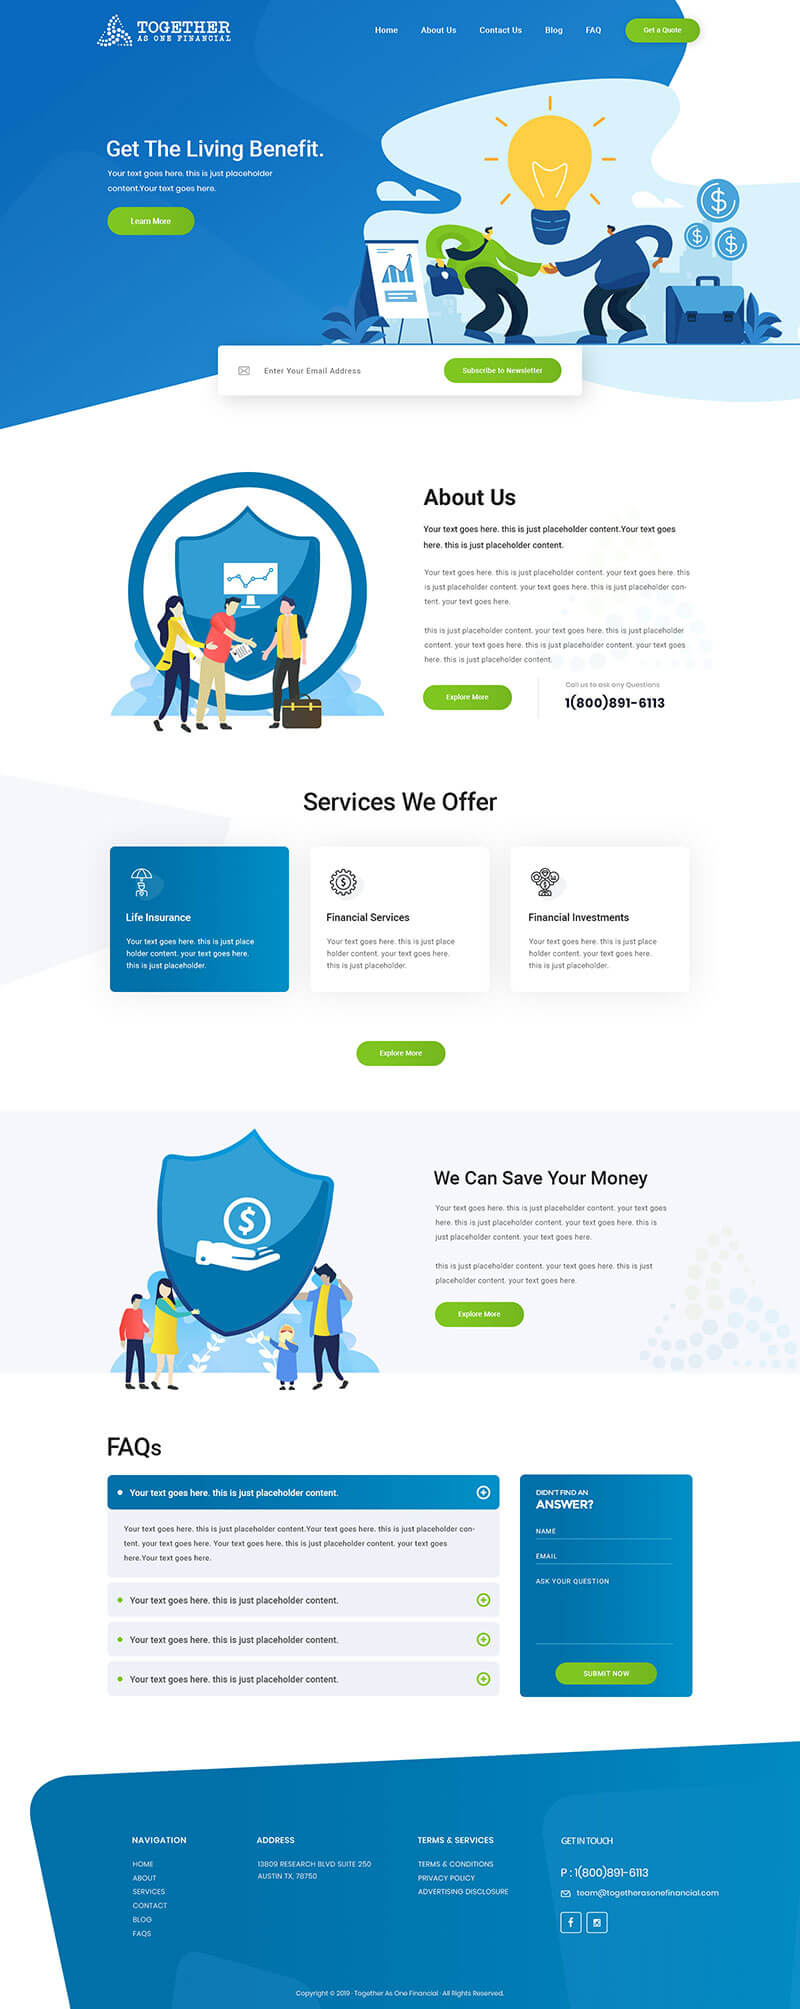 TOGETHER
AS ONE FINANCIAL
Home
About Us
Contact Us
Blog
FAQ
Get a Quote
Get The Living Benefit.
Your text goes here. this is just placeholder
content.Your text goes here.
Learn More
Enter Your Email Address
Subscribe to Newsletter
About Us
Your text goes here. this is just placeholder content.Your text goes
here. this is just placeholder content.
Your text goes here. this is just placeholder content. your text goes here. this
is just placeholder content. your text goes here. this is just placeholder con-
tent. your text goes here.
this is just placeholder content. your text goes here. this is just placeholder
content. your text goes here. this is just placeholder content. your text goes
here. this is just placeholder content.
Explore More
Call us to ask any Questions
1(800)891-6113
Services We Offer
Life Insurance
Your text goes here. this is just place
holder content. your text goes here.
this is just placeholder.
Financial Services
Your text goes here. this is just place
holder content. your text goes here.
this is just placeholder.
Financial Investments
Your text goes here. this is just place
holder content. your text goes here.
this is just placeholder.
Explore More
We Can Save Your Money
Your text goes here. this is just placeholder content. your text goes
here. this is just placeholder content. your text goes here. this is
just placeholder content. your text goes here.
this is just placeholder content. your text goes here. this is just
placeholder content. your text goes here.
Explore More
FAQs
Your text goes here. this is just placeholder content.
Your text goes here. this is just placeholder content.Your text goes here. this is just placeholder con-
tent. your text goes here. Your text goes here. this is just placeholder content. your text goes
here.Your text goes here.
Your text goes here. this is just placeholder content.
Your text goes here. this is just placeholder content.
Your text goes here. this is just placeholder content.
DIDN'T FIND AN
ANSWER?
NAME
EMAIL
ASK YOUR QUESTION
SUBMIT NOW
NAVIGATION
HOME
ABOUT
SERVICES
CONTACT
BLOG
FAQS
ADDRESS
13809 RESEARCH BLVD SUITE 250
AUSTIN TX, 78750
TERMS & SERVICES
TERMS & CONDITIONS
PRIVACY POLICY
ADVERTISING DISCLOSURE
GET IN TOUCH
P : 1(800)891-6113
team@togetherasonefinancial.com
Copyright © 2019 · Together As One Financial · All Rights Reserved.